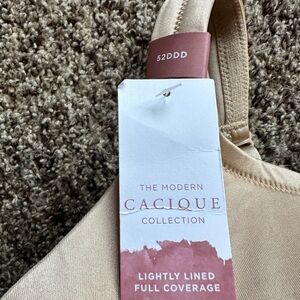 52DDD
THE MODERN
CACIQUE
COLLECTION
LIGHTLY LINED
FULL COVERAGE